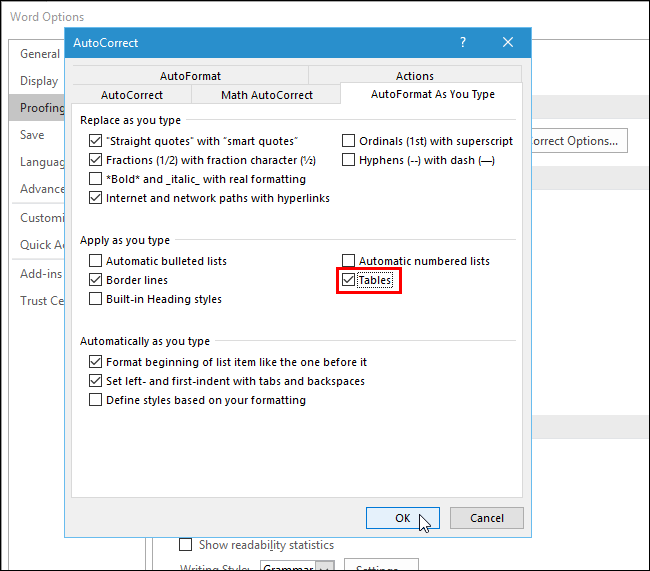 Word Options
General
Display
Proofing
Save
Languag
Advance
Customi
Quick Ac
Add-ins
Trust Ce
AutoCorrect
?
AutoFormat Actions
AutoCorrect Math AutoCorrect AutoFormat As You Type
Replace as you type
"Straight quotes" with “smart quotes” Ordinals (1st) with superscript
Fractions (1/2) with fraction character (½) Hyphens (--) with dash (—)
*Bold* and _italic_ with real formatting
Internet and network paths with hyperlinks
Apply as you type
Automatic bulleted lists Automatic numbered lists
Border lines Tables
Built-in Heading styles
Automatically as you type
Format beginning of list item like the one before it
Set left- and first-indent with tabs and backspaces
Define styles based on your formatting
OK Cancel
Correct Options...
Show readability statistics
Writing Style: Grammar Settings...